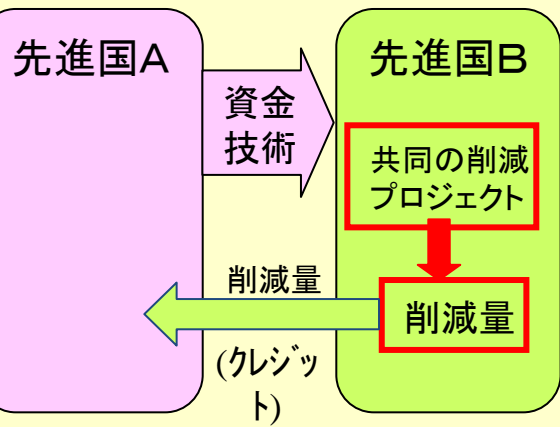 先進国A
資金
技術
先進国B
共同の削減
プロジェクト
削減量
削減量
(ｸﾚｼﾞｯ
ﾄ)